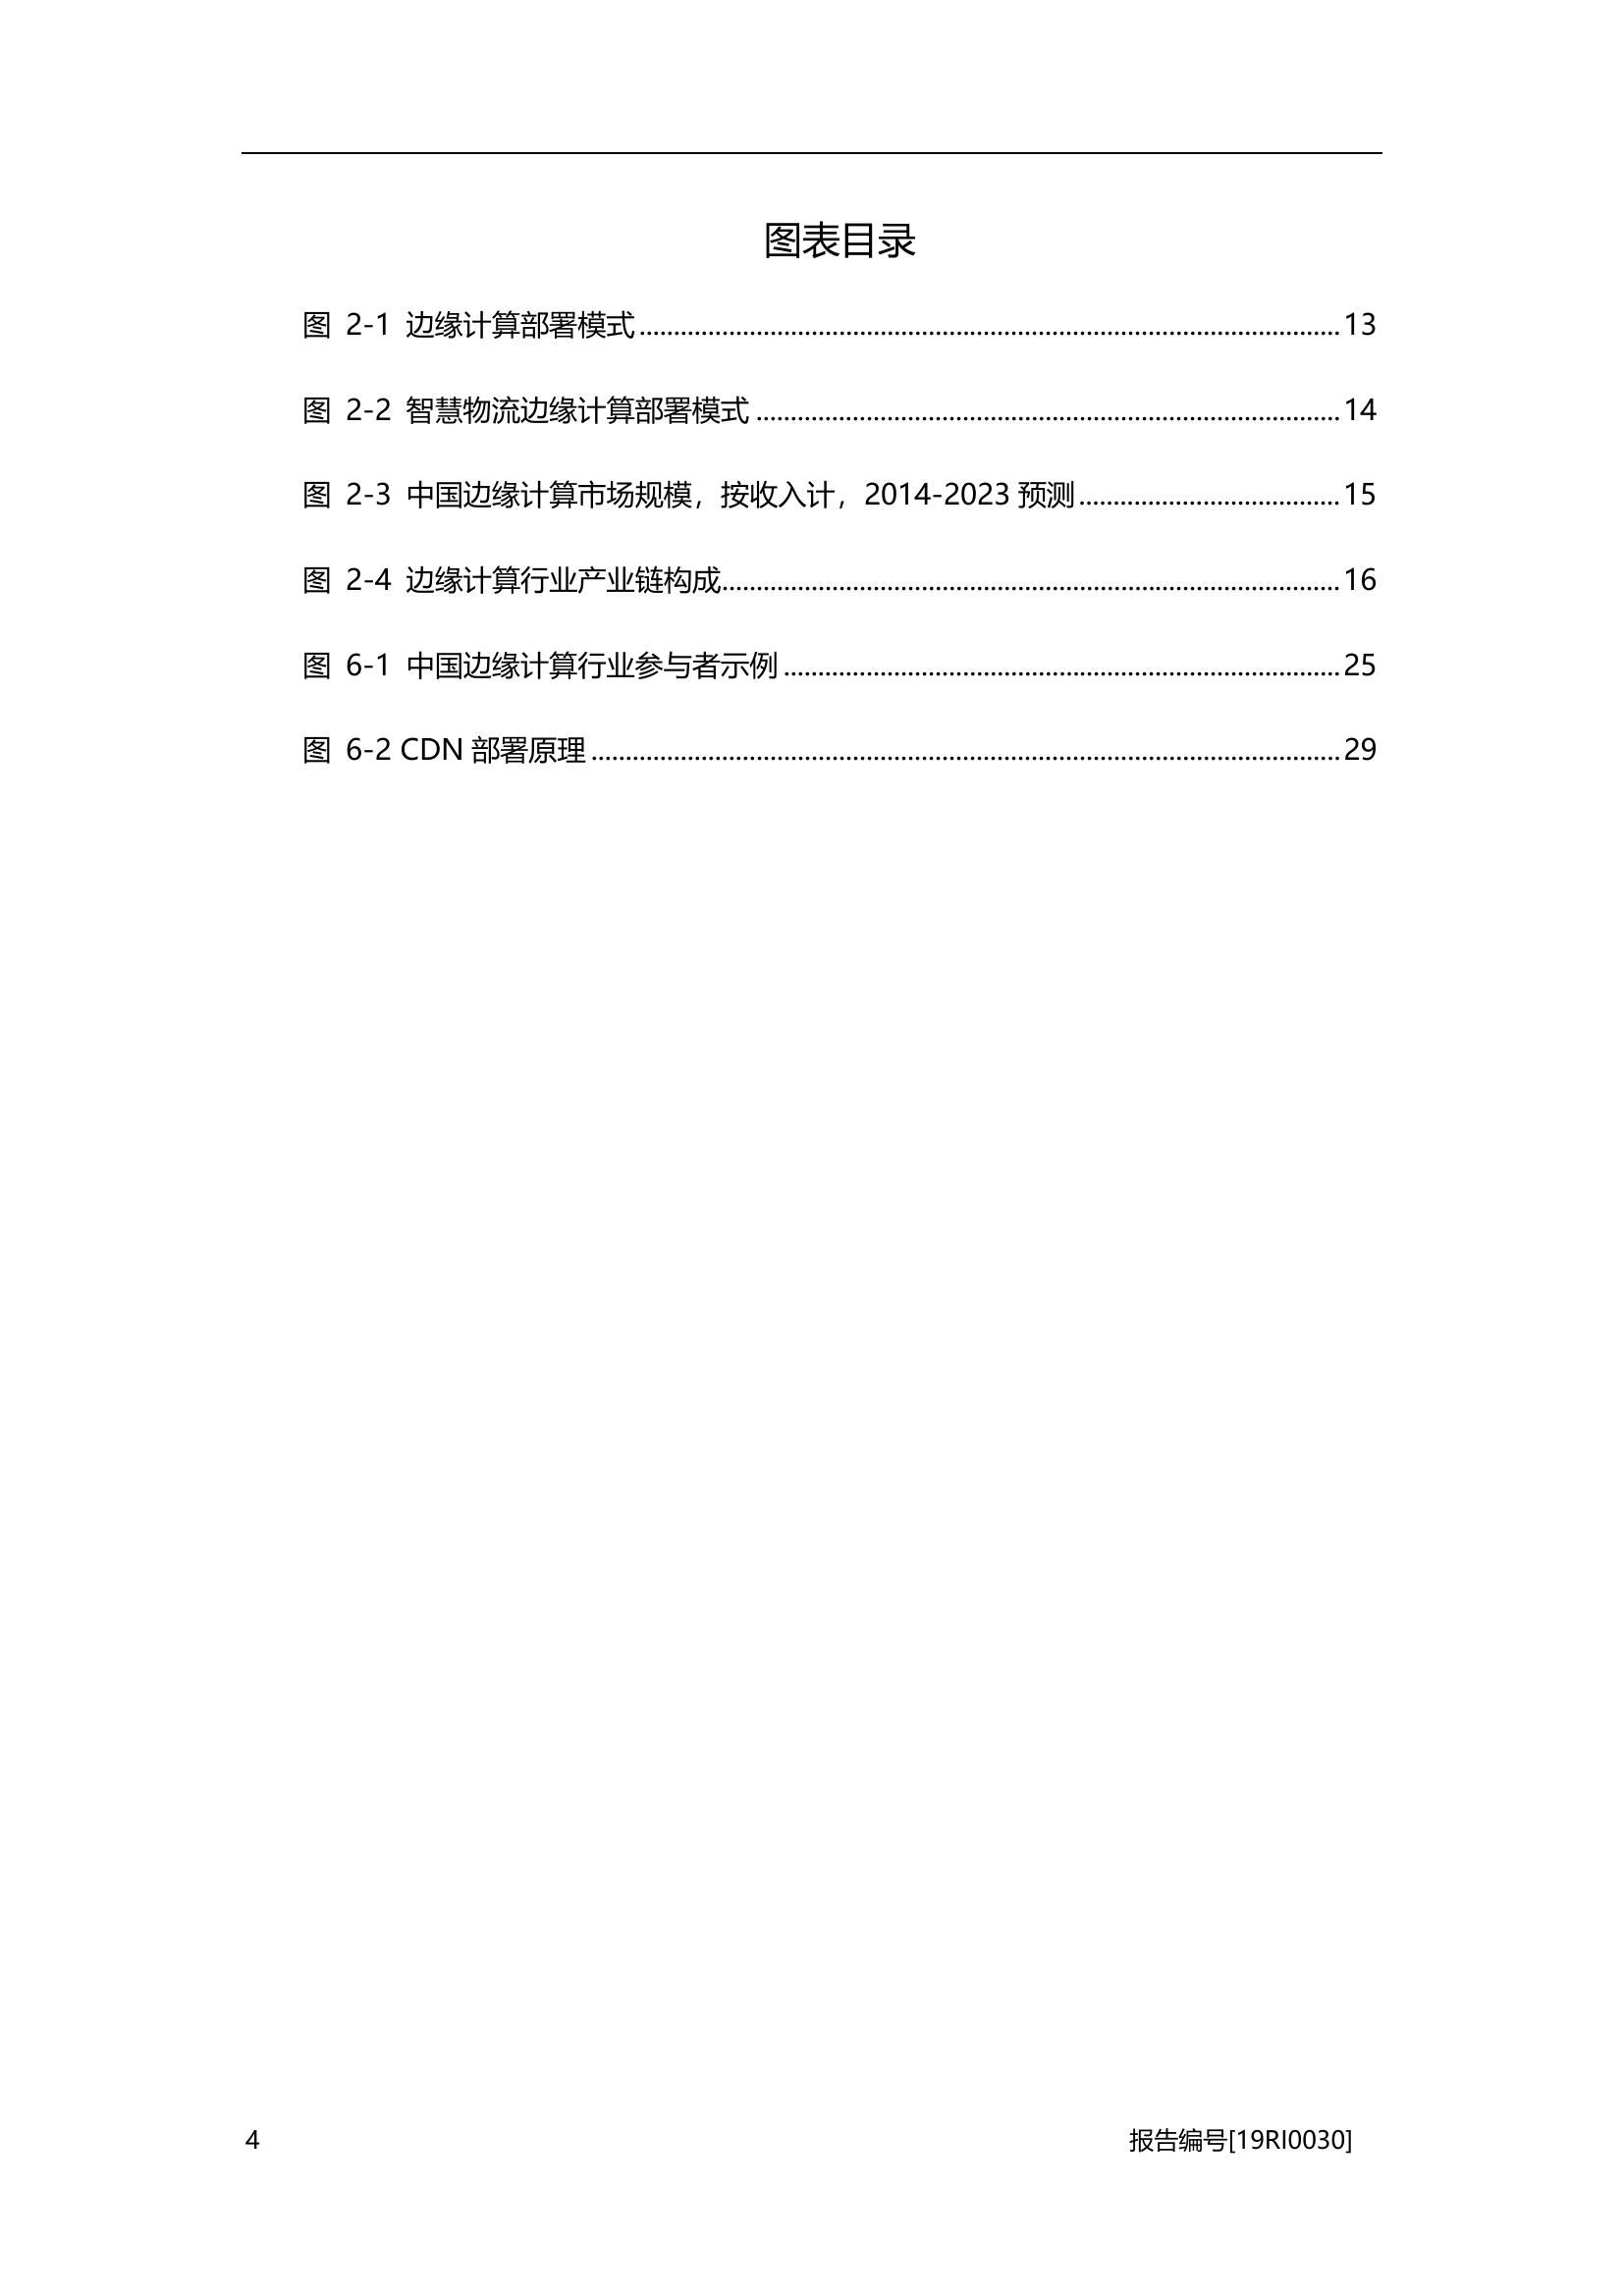 图表目录
图 2-1 边缘计算部署模式........................................................................................................13
图 2-2 智慧物流边缘计算部署模式.......................................................................................14
图 2-3 中国边缘计算市场规模，按收入计，2014-2023 预测......................................15
图 2-4 边缘计算行业产业链构成............................................................................................16
图 6-1 中国边缘计算行业参与者示例..................................................................................25
图 6-2 CDN 部署原理...............................................................................................................29
4 报告编号[19RI0030]